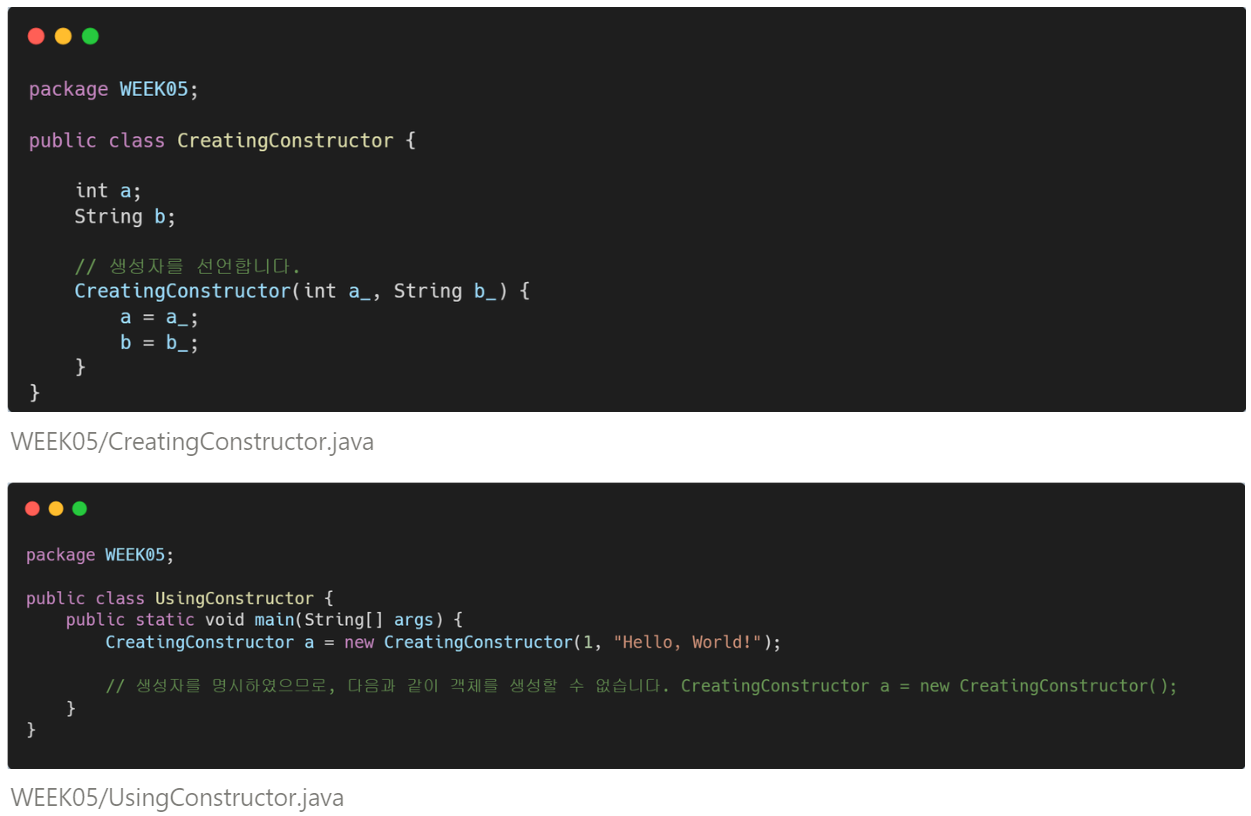 package WEEK05;
public class CreatingConstructor {
int a;
String b;
// 생성자를 선언합니다.
CreatingConstructor(int a_, String b_) {
a = a_;
b = b_;
}
}
WEEK05/CreatingConstructor.java
package WEEK05;
public class UsingConstructor {
public static void main(String[] args) {
CreatingConstructor a = new CreatingConstructor(1, "Hello, World!");
// 생성자를 명시하였으므로, 다음과 같이 객체를 생성할 수 없습니다. CreatingConstructor a = new CreatingConstructor();
}
}
WEEK05/UsingConstructor.java